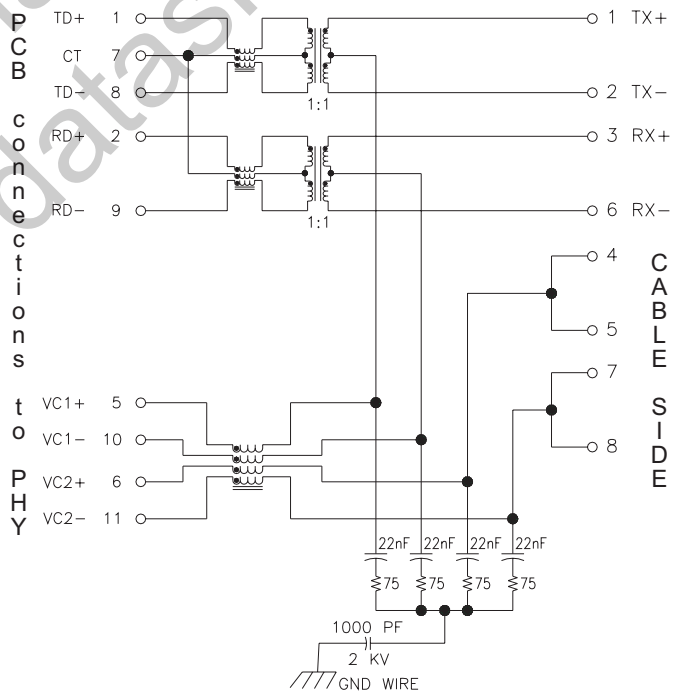 PCB connections to PHY
TD+ 1
CT 7
TD- 8
RD+ 2
RD- 9
VC1+ 5
VC1- 10
VC2+ 6
VC2- 11
1:1
1:1
1 TX+
2 TX-
3 RX+
6 RX-
4
5
7
8
CABLE SIDE
22nF 22nF 22nF 22nF
75 75 75 75
1000 PF
2 KV
GND WIRE
datas